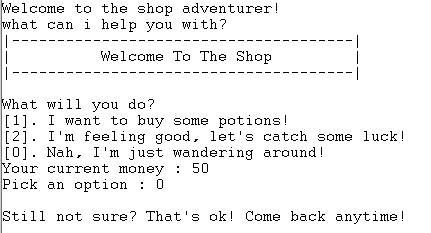 Welcome to the shop adventurer!
what can i help you with?
|-------------------------------------|
| Welcome To The Shop |
|-------------------------------------|
What will you do?
[1]. I want to buy some potions!
[2]. I'm feeling good, let's catch some luck!
[0]. Nah, I'm just wandering around!
Your current money : 50
Pick an option : 0
Still not sure? That's ok! Come back anytime!